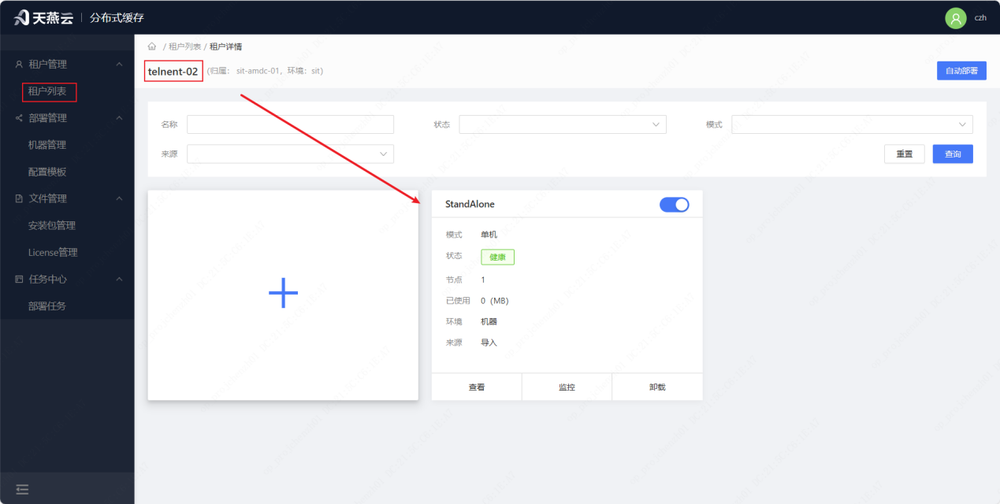 天燕云 分布式缓存
czh
租户管理
租户列表
部署管理
机器管理
配置模板
文件管理
安装包管理
License管理
任务中心
部署任务
/ 租户列表 / 租户详情
telnent-02 (归属: sit-amdc-01, 环境: sit)
自动部署
名称 状态 模式
来源 重置 查询
StandAlone
模式 单机
状态 健康
节点 1
已使用 0 (MB)
环境 机器
来源 导入
查看 监控 卸载